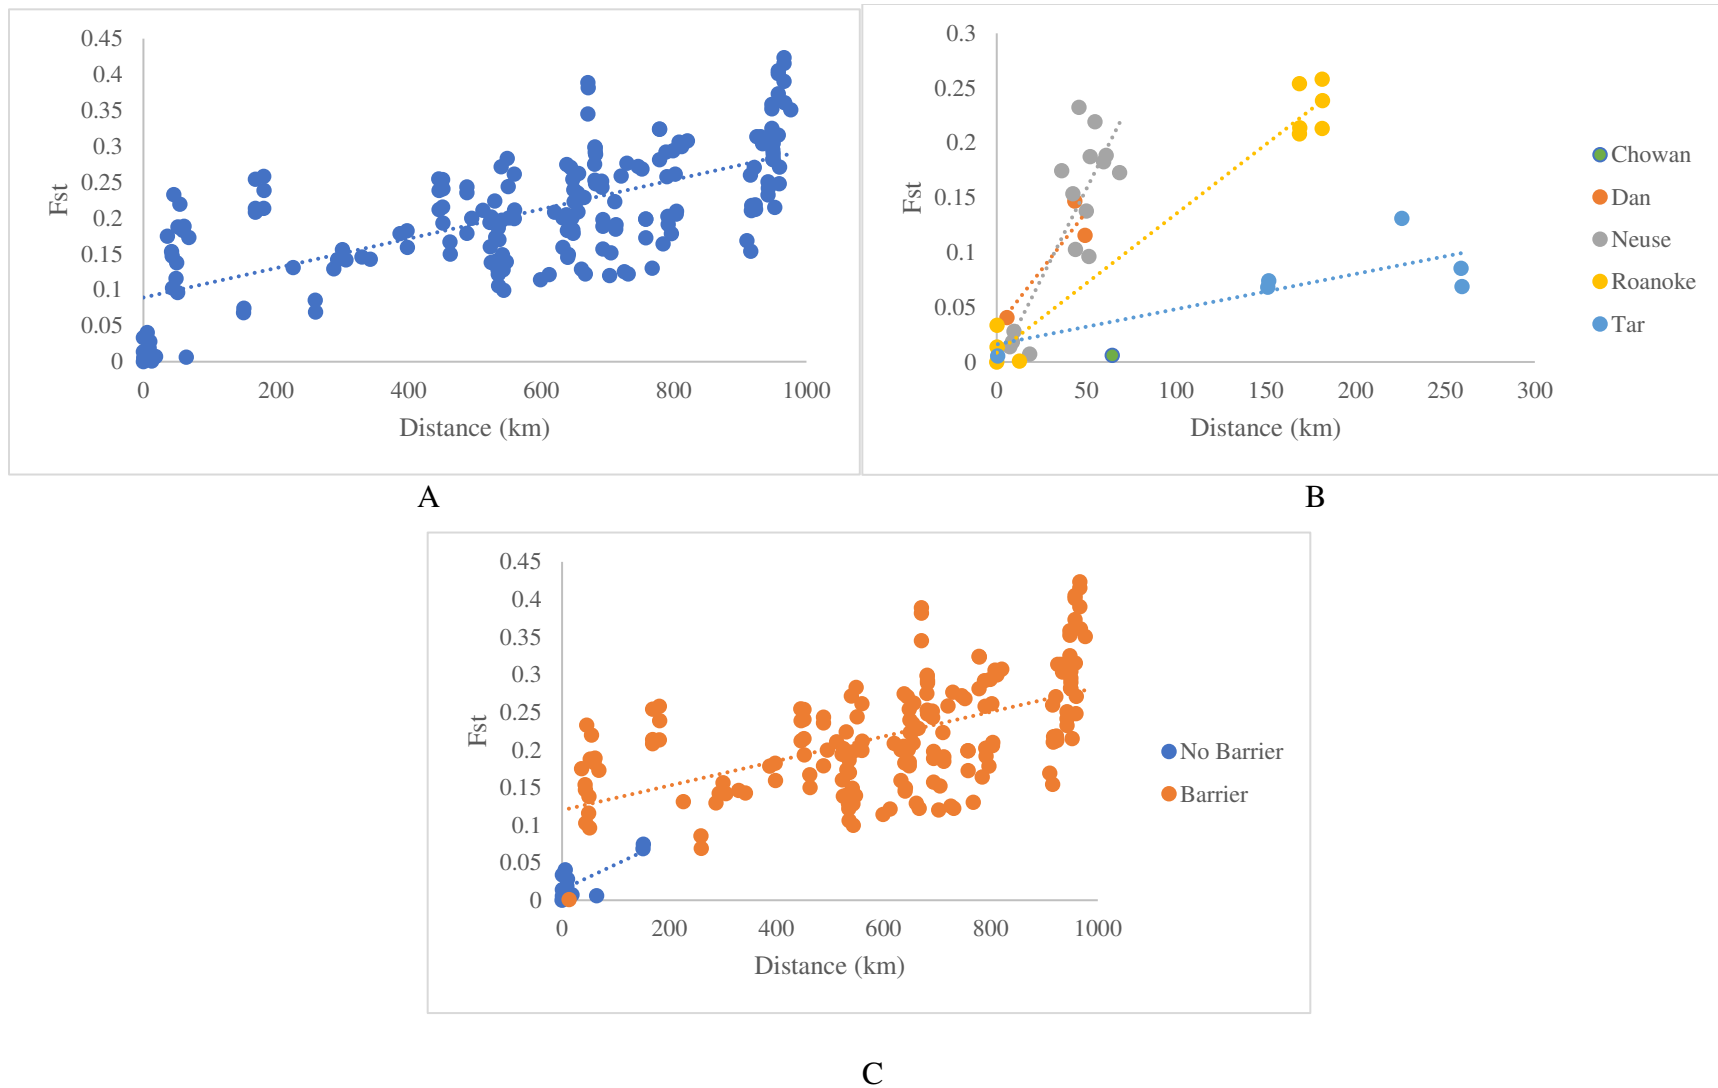 0.45
0.4
0.35
0.3
0.25
0.2
0.15
0.1
0.05
0
Fst
0 200 400 600 800 1000
Distance (km)
A
0.3
0.25
0.2
0.15
0.1
0.05
0
Fst
0 50 100 150 200 250 300
Distance (km)
Chowan
Dan
Neuse
Roanoke
Tar
B
0.45
0.4
0.35
0.3
0.25
0.2
0.15
0.1
0.05
0
Fst
0 200 400 600 800 1000
Distance (km)
No Barrier
Barrier
C